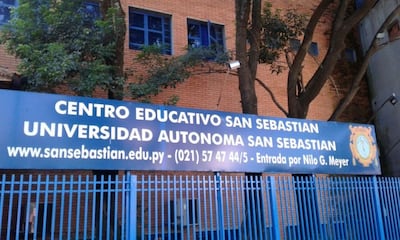 CENTRO EDUCATIVO SAN SEBASTIAN
UNIVERSIDAD AUTONOMA SAN SEBASTIAN
www.sansebastian.edu.py - (021) 57 47 44/5 - Entrada por Nilo G. Meyer